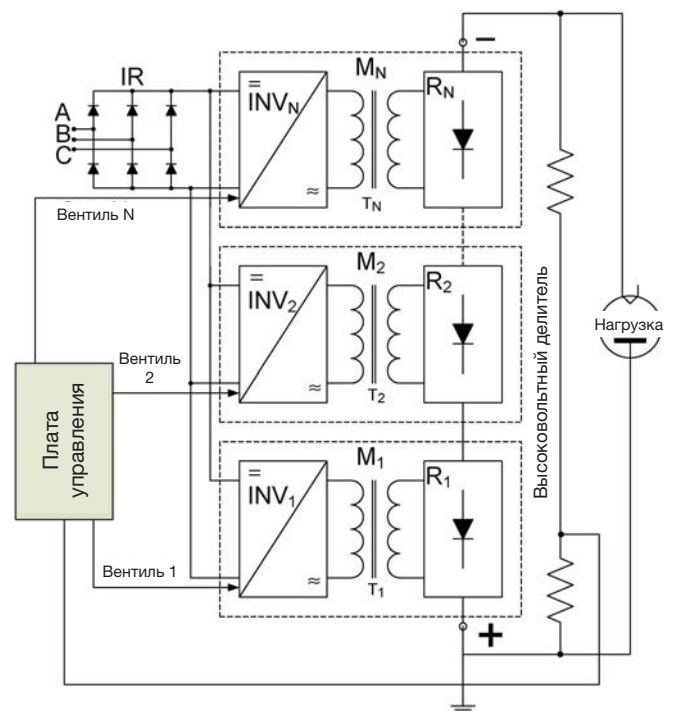 −
IR
M_N
=
INV_N
≈
T_N
R_N
A
B
C
Вентиль N
M_2
=
INV_2
≈
T_2
R_2
Высоковольтный делитель
Нагрузка
Вентиль
2
Плата
управления
M_1
=
INV_1
≈
T_1
R_1
Вентиль 1
+